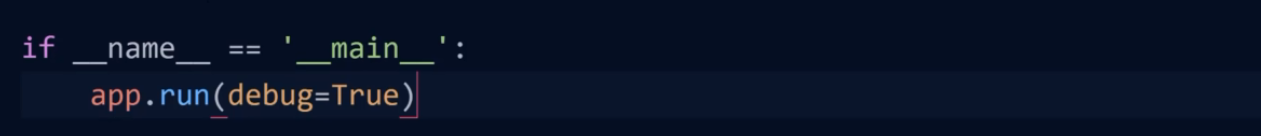 if __name__ == '__main__':
    app.run(debug=True)